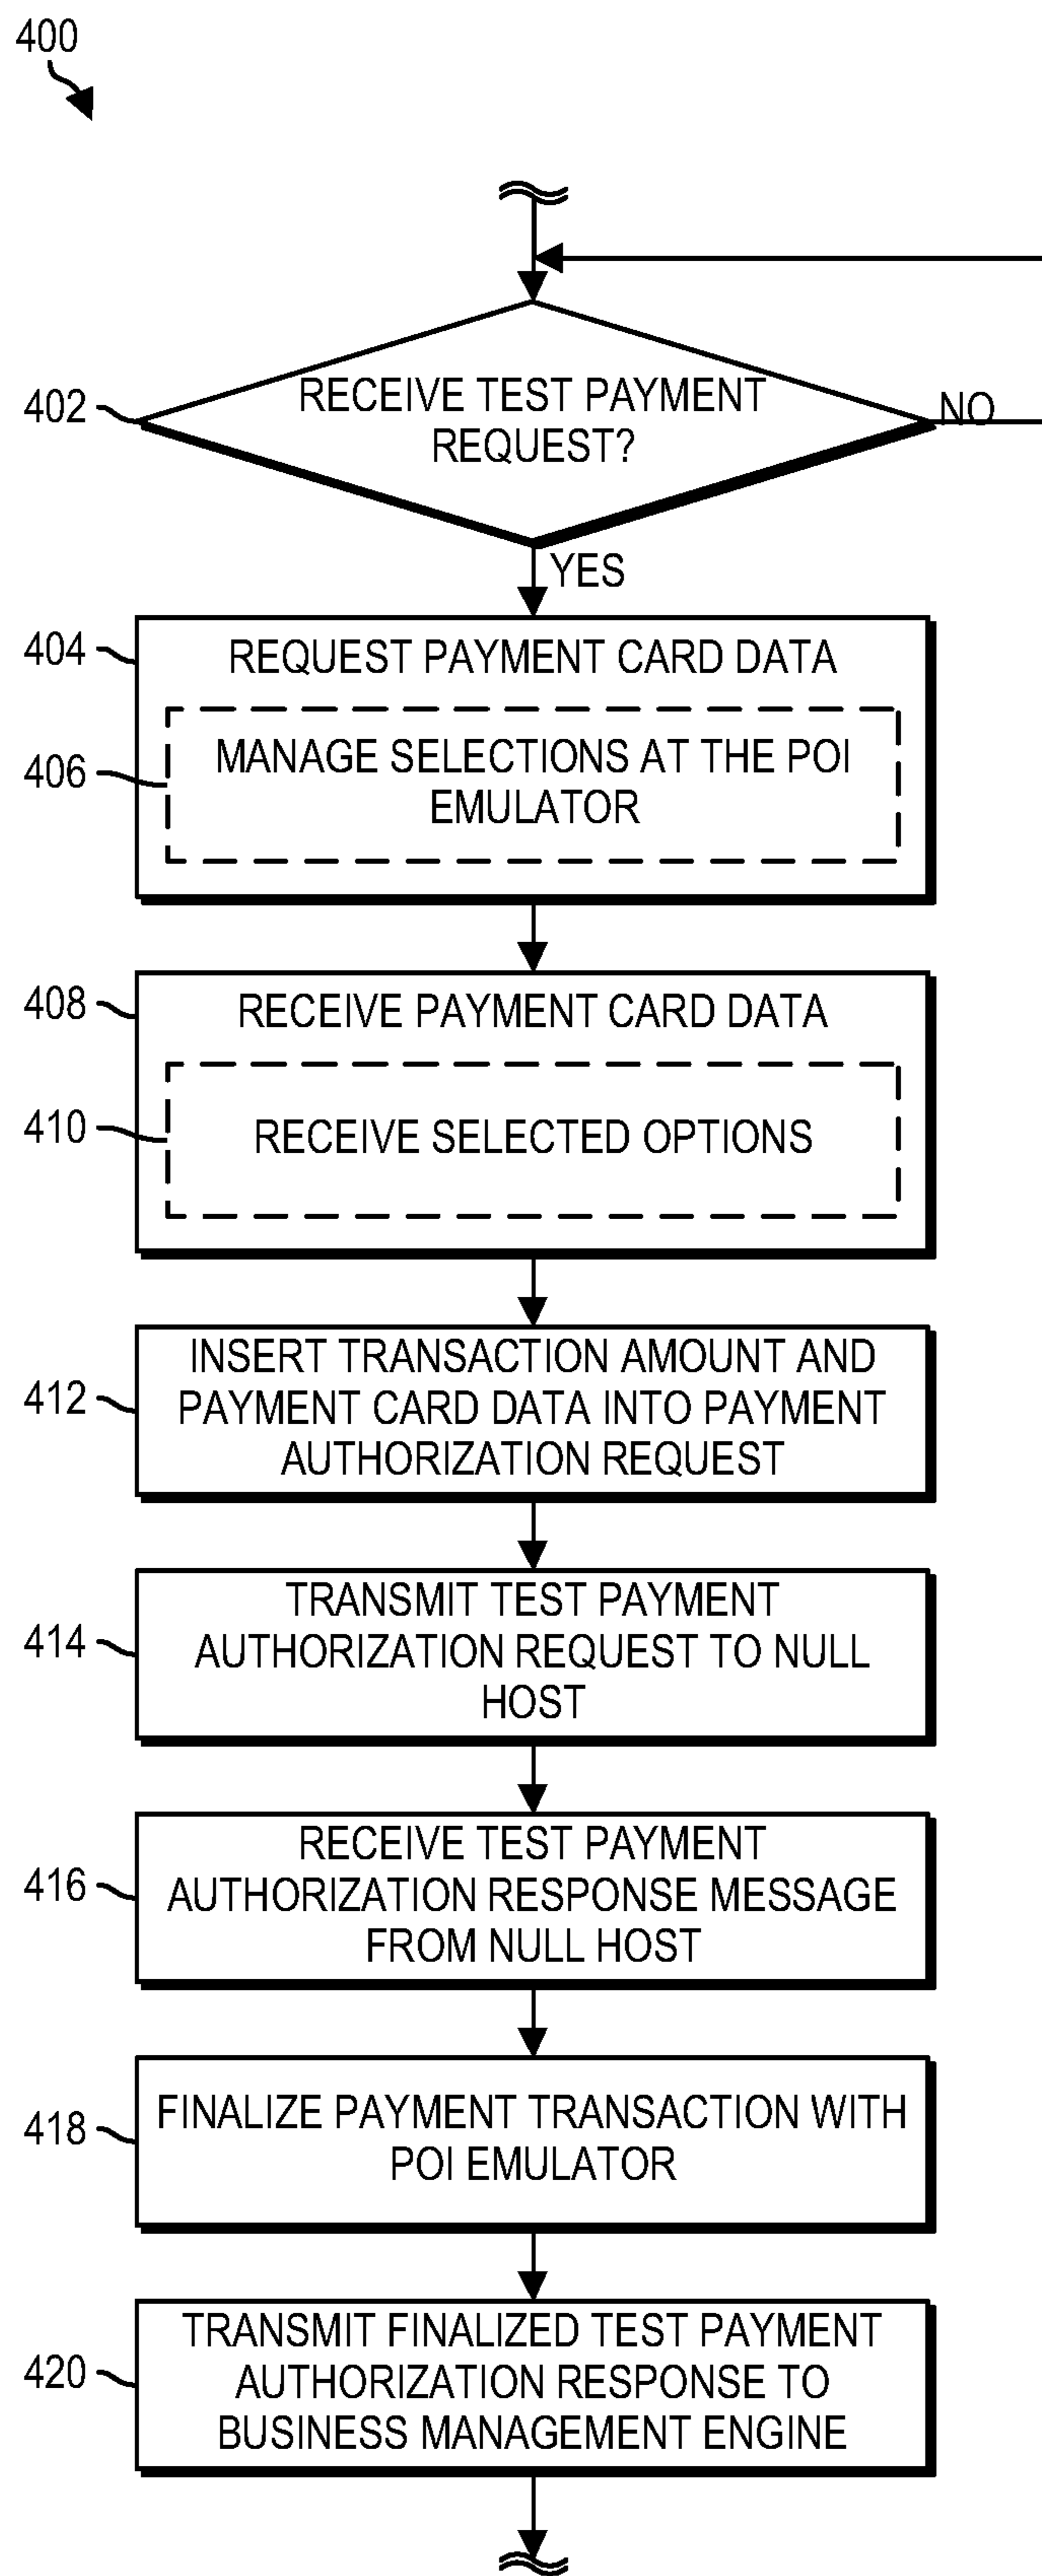 400
402
RECEIVE TEST PAYMENT
REQUEST?
NO
YES
404
REQUEST PAYMENT CARD DATA
406
MANAGE SELECTIONS AT THE POI
EMULATOR
408
RECEIVE PAYMENT CARD DATA
410
RECEIVE SELECTED OPTIONS
412
INSERT TRANSACTION AMOUNT AND
PAYMENT CARD DATA INTO PAYMENT
AUTHORIZATION REQUEST
414
TRANSMIT TEST PAYMENT
AUTHORIZATION REQUEST TO NULL
HOST
416
RECEIVE TEST PAYMENT
AUTHORIZATION RESPONSE MESSAGE
FROM NULL HOST
418
FINALIZE PAYMENT TRANSACTION WITH
POI EMULATOR
420
TRANSMIT FINALIZED TEST PAYMENT
AUTHORIZATION RESPONSE TO
BUSINESS MANAGEMENT ENGINE